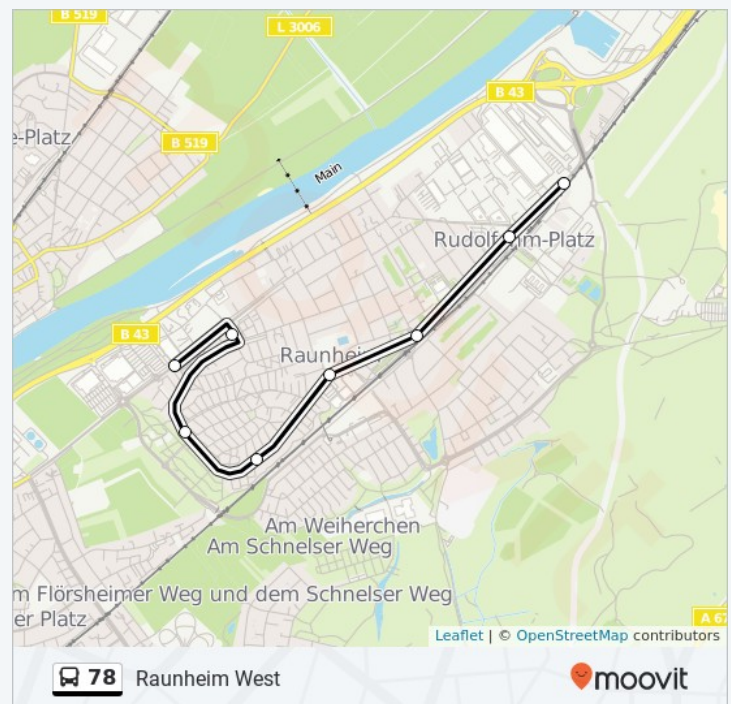 B 519
L 3006
B 43
e-Platz
B 519
Main
Rudolf
m-Platz
B 43
Raunhei
Am Weiherchen
Am Schnelser Weg
m Flörsheimer Weg und dem Schnelser Weg
er Platz
A 67
Leaflet | © OpenStreetMap contributors
78 Raunheim West
moovit